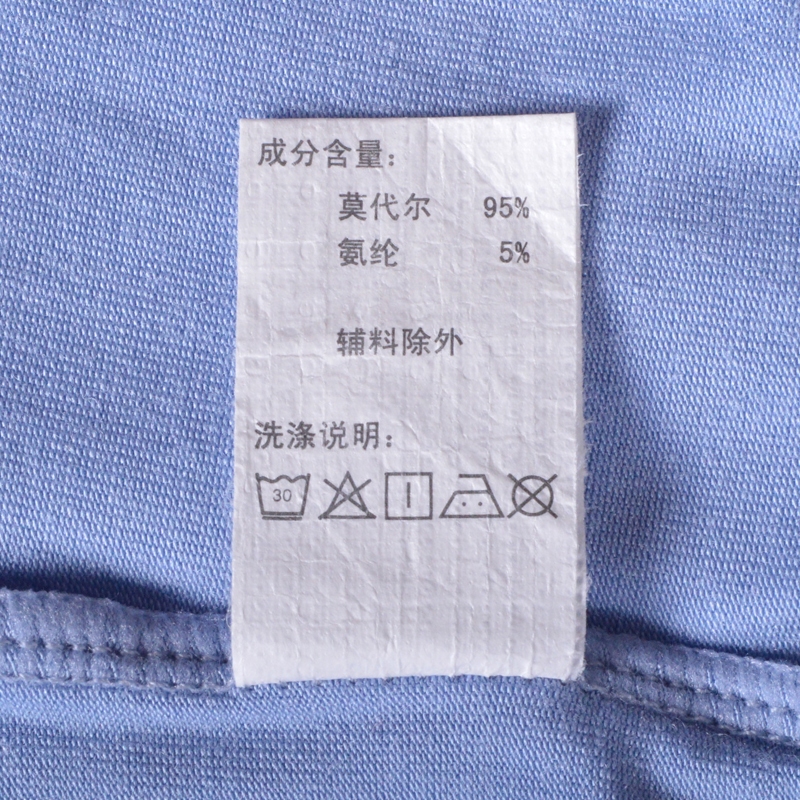 成分含量：
莫代尔 95%
氨纶 5%
辅料除外
洗涤说明：
30